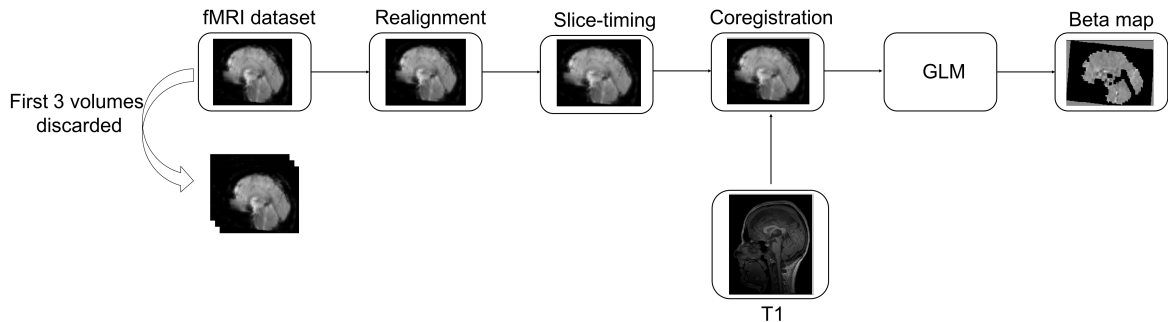 fMRI dataset
Realignment
Slice-timing
Coregistration
Beta map
GLM
First 3 volumes
discarded
T1